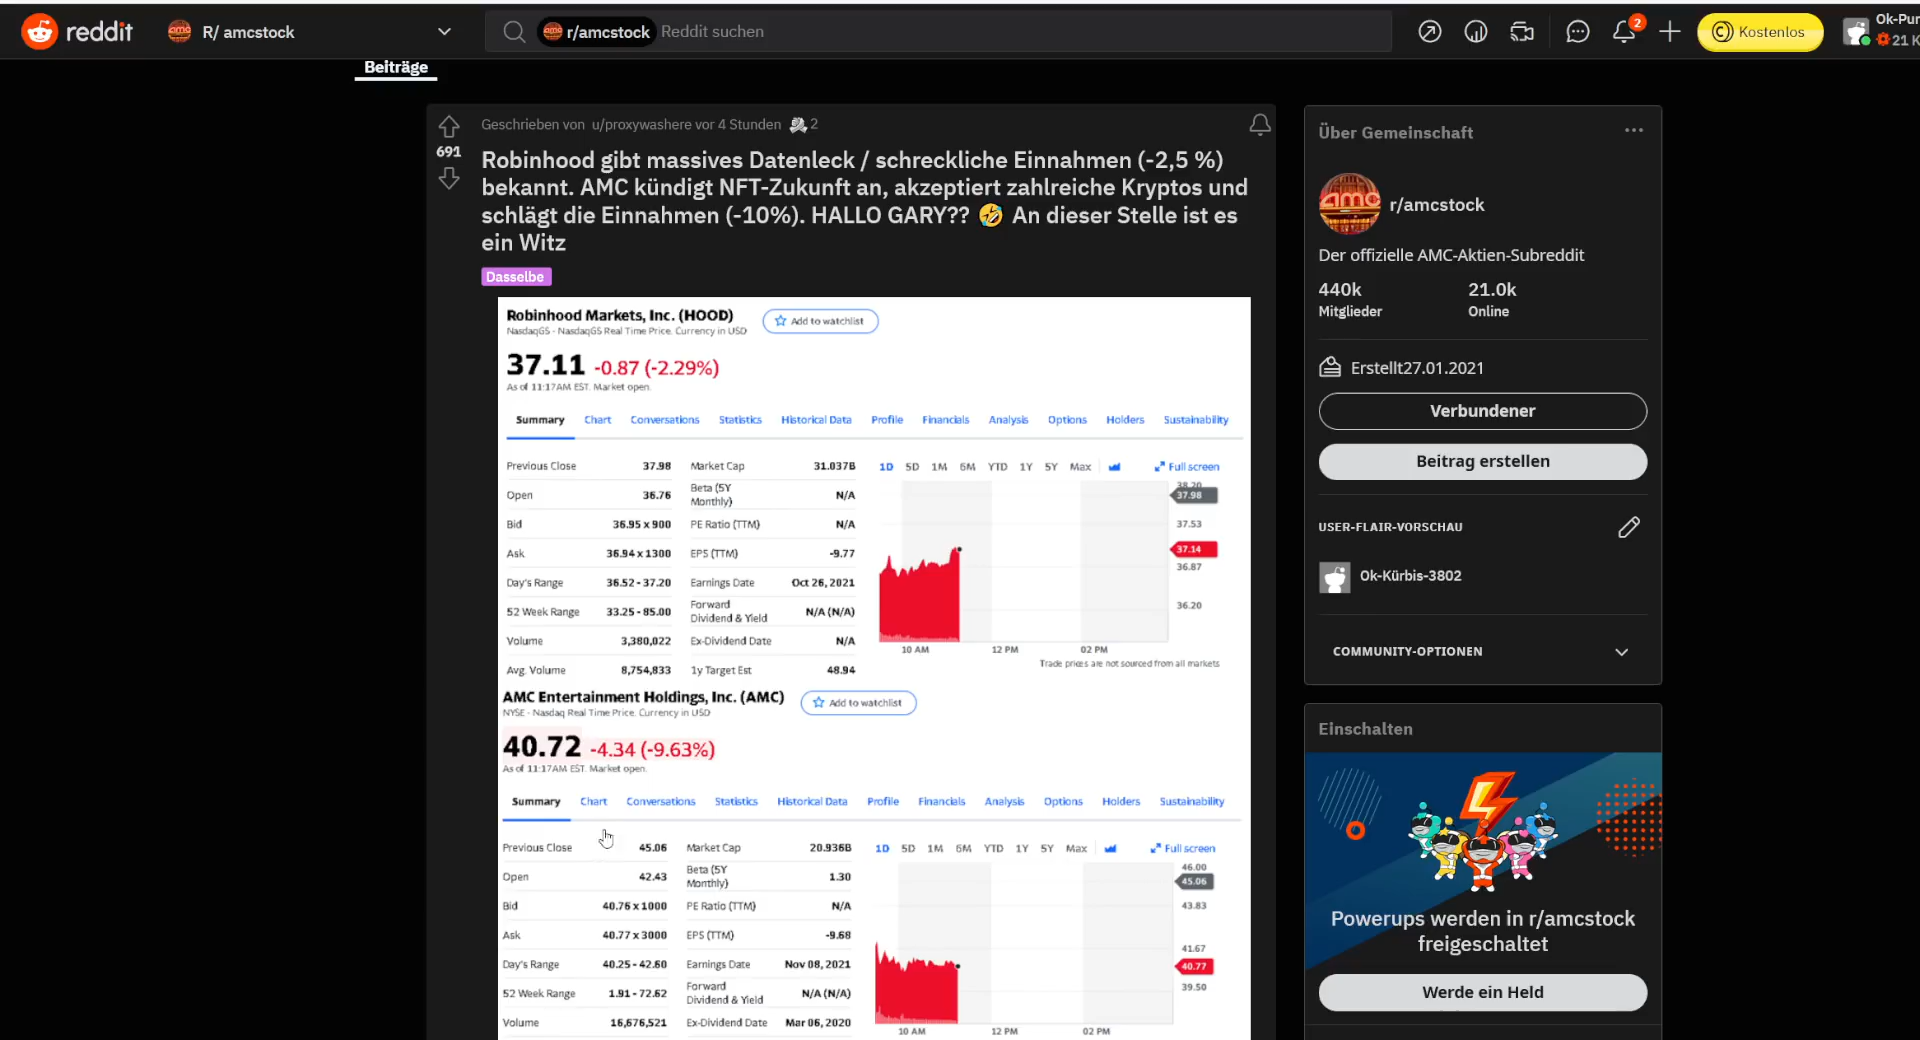 reddit
R/ amcstock
r/amcstock Reddit suchen
2
Kostenlos
Ok-Pur
21 K
Beiträge
691
Geschrieben von u/proxywashere vor 4 Stunden 2
Robinhood gibt massives Datenleck / schreckliche Einnahmen (-2,5 %)
bekannt. AMC kündigt NFT-Zukunft an, akzeptiert zahlreiche Kryptos und
schlägt die Einnahmen (-10%). HALLO GARY?? 🤣 An dieser Stelle ist es
ein Witz
Dasselbe
Robinhood Markets, Inc. (HOOD)
Add to watchlist
NasdaqGS - NasdaqGS Real Time Price. Currency in USD
37.11 -0.87 (-2.29%)
As of 11:17AM EST. Market open.
Summary Chart Conversations Statistics Historical Data Profile Financials Analysis Options Holders Sustainability
Previous Close 37.98
Open 36.76
Bid 36.95 x 900
Ask 36.94 x 1300
Day's Range 36.52 - 37.20
52 Week Range 33.25 - 85.00
Volume 3,380,022
Avg. Volume 8,754,833
Market Cap 31.037B
Beta (5Y
Monthly) N/A
PE Ratio (TTM) N/A
EPS (TTM) -9.77
Earnings Date Oct 26, 2021
Forward
Dividend & Yield N/A (N/A)
Ex-Dividend Date N/A
1y Target Est 48.94
1D 5D 1M 6M YTD 1Y 5Y Max Full screen
38.20
37.98
37.53
37.14
36.87
36.20
10 AM 12 PM 02 PM
Trade prices are not sourced from all markets
AMC Entertainment Holdings, Inc. (AMC)
Add to watchlist
NYSE - Nasdaq Real Time Price. Currency in USD
40.72 -4.34 (-9.63%)
As of 11:17AM EST. Market open.
Summary Chart Conversations Statistics Historical Data Profile Financials Analysis Options Holders Sustainability
Previous Close 45.06
Open 42.43
Bid 40.76 x 1000
Ask 40.77 x 3000
Day's Range 40.25 - 42.60
52 Week Range 1.91 - 72.62
Volume 16,676,521
Market Cap 20.936B
Beta (5Y
Monthly) 1.30
PE Ratio (TTM) N/A
EPS (TTM) -9.68
Earnings Date Nov 08, 2021
Forward
Dividend & Yield N/A (N/A)
Ex-Dividend Date Mar 06, 2020
1D 5D 1M 6M YTD 1Y 5Y Max Full screen
46.00
45.06
43.83
41.67
40.77
39.50
10 AM 12 PM 02 PM
Über Gemeinschaft
amc
r/amcstock
Der offizielle AMC-Aktien-Subreddit
440k 21.0k
Mitglieder Online
Erstellt27.01.2021
Verbundener
Beitrag erstellen
USER-FLAIR-VORSCHAU
Ok-Kürbis-3802
COMMUNITY-OPTIONEN
Einschalten
Powerups werden in r/amcstock
freigeschaltet
Werde ein Held